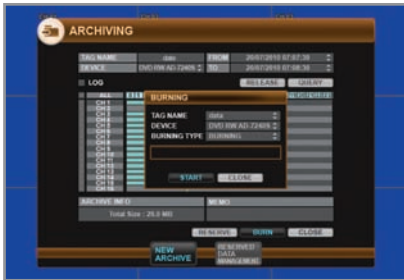 ARCHIVING
TAG NAME data FROM 20/07/2010 07:07:38
DEVICE DVD RW AD-7240S TO 20/07/2010 07:08:38
LOG RELEASE QUERY
ALL
CH 1
CH 2
CH 3
CH 4
CH 5
CH 6
CH 7
CH 8
CH 9
CH 10
CH 11
CH 12
CH 13
CH 14
CH 15
CH 16
BURNING
TAG NAME data
DEVICE DVD RW AD-7240S
BURNING TYPE BURNING
START CLOSE
ARCHIVE INFO MEMO
Total Size : 25.0 MB
RESERVE BURN CLOSE
NEW ARCHIVE
RESERVED DATA MANAGEMENT